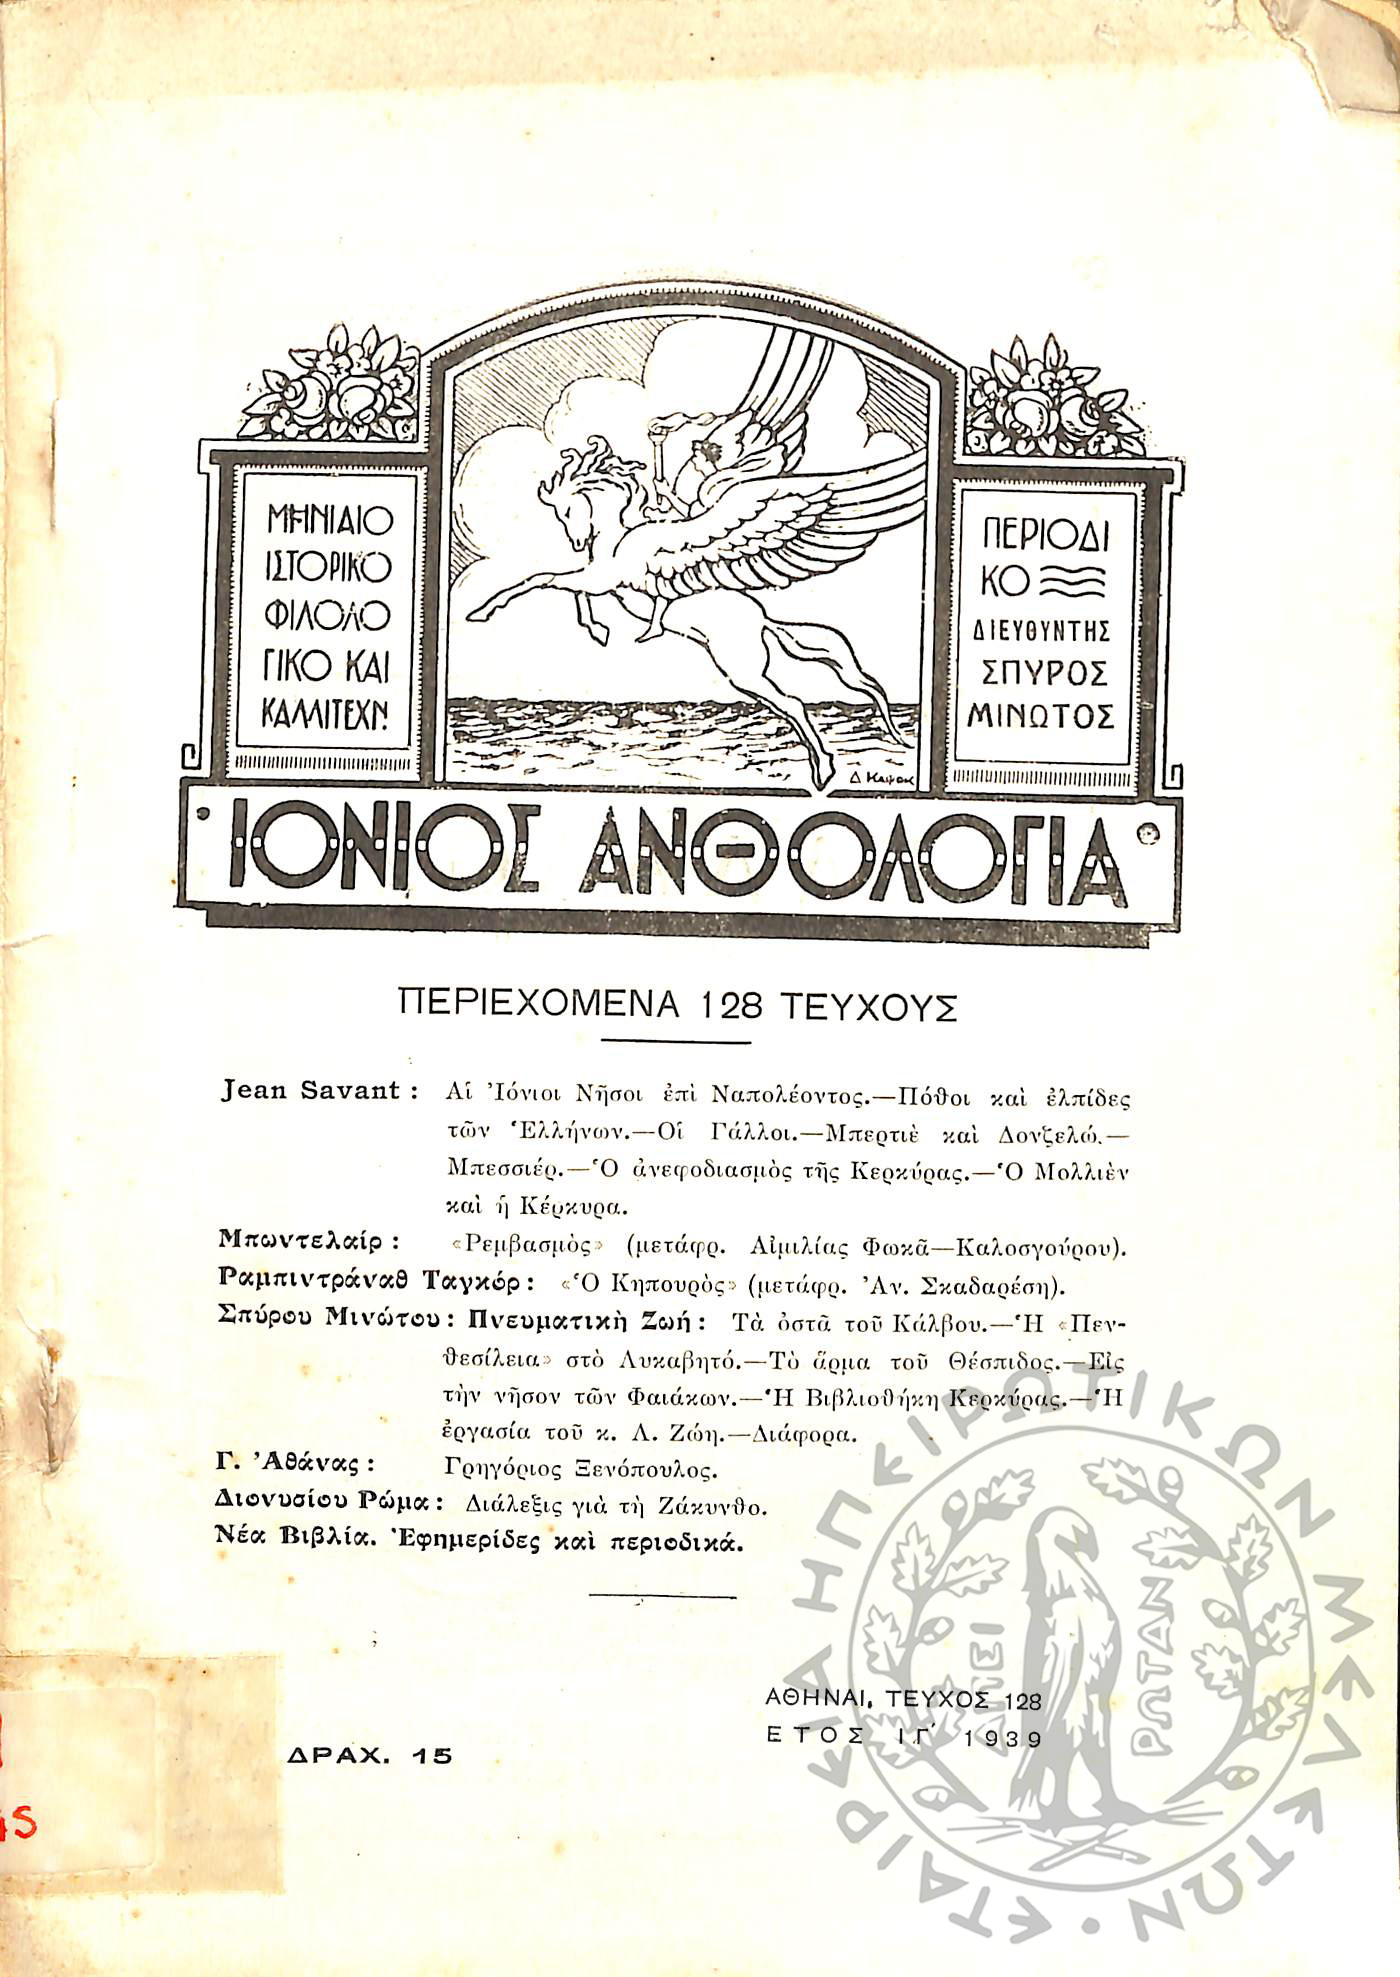 ΜΗΝΙΑΙΟ
ΙΣΤΟΡΙΚΟ
ΦΙΛΟΛΟ
ΓΙΚΟ ΚΑΙ
ΚΑΛΛΙΤΕΧΝ.
ΠΕΡΙΟΔΙ
ΚΟ
ΔΙΕΥΘΥΝΤΗΣ
ΣΠΥΡΟΣ
ΜΙΝΩΤΟΣ
ΙΟΝΙΟΣ ΑΝΘΟΛΟΓΙΑ
ΠΕΡΙΕΧΟΜΕΝΑ 128 ΤΕΥΧΟΥΣ
Jean Savant : Αἱ Ἰόνιοι Νῆσοι ἐπὶ Ναπολέοντος.—Πόθοι καὶ ἐλπίδες
τῶν Ἑλλήνων.—Οἱ Γάλλοι.—Μπερτιὲ καὶ Δονζελώ.—
Μπεσσιέρ.—Ὁ ἀνεφοδιασμὸς τῆς Κερκύρας.—Ὁ Μολλιὲν
καὶ ἡ Κέρκυρα.
Μπωντελαίρ : «Ρεμβασμὸς» (μετάφρ. Αἰμιλίας Φωκᾶ—Καλοσγούρου).
Ραμπιντράναθ Ταγκόρ : «Ὁ Κηπουρὸς» (μετάφρ. Ἀν. Σκαδαρέση).
Σπύρου Μινώτου : Πνευματικὴ Ζωή : Τὰ ὀστᾶ τοῦ Κάλβου.—Ἡ «Πεν-
θεσίλεια» στὸ Λυκαβητό.—Τὸ ἅρμα τοῦ Θέσπιδος.—Εἰς
τὴν νῆσον τῶν Φαιάκων.—Ἡ Βιβλιοθήκη Κερκύρας.—Ἡ
ἐργασία τοῦ κ. Λ. Ζώη.—Διάφορα.
Γ. Ἀθάνας : Γρηγόριος Ξενόπουλος.
Διονυσίου Ρώμα : Διάλεξις γιὰ τὴ Ζάκυνθο.
Νέα Βιβλία. Ἐφημερίδες καὶ περιοδικά.
ΑΘΗΝΑΙ, ΤΕΥΧΟΣ 128
ΕΤΟΣ ΙΓ′ 1939
ΔΡΑΧ. 15
ΕΤΑΙΡΕΙΑ ΗΠΕΙΡΩΤΙΚΩΝ ΜΕΛΕΤΩΝ
ΑΠΕΙ
ΡΩΤΑΝ